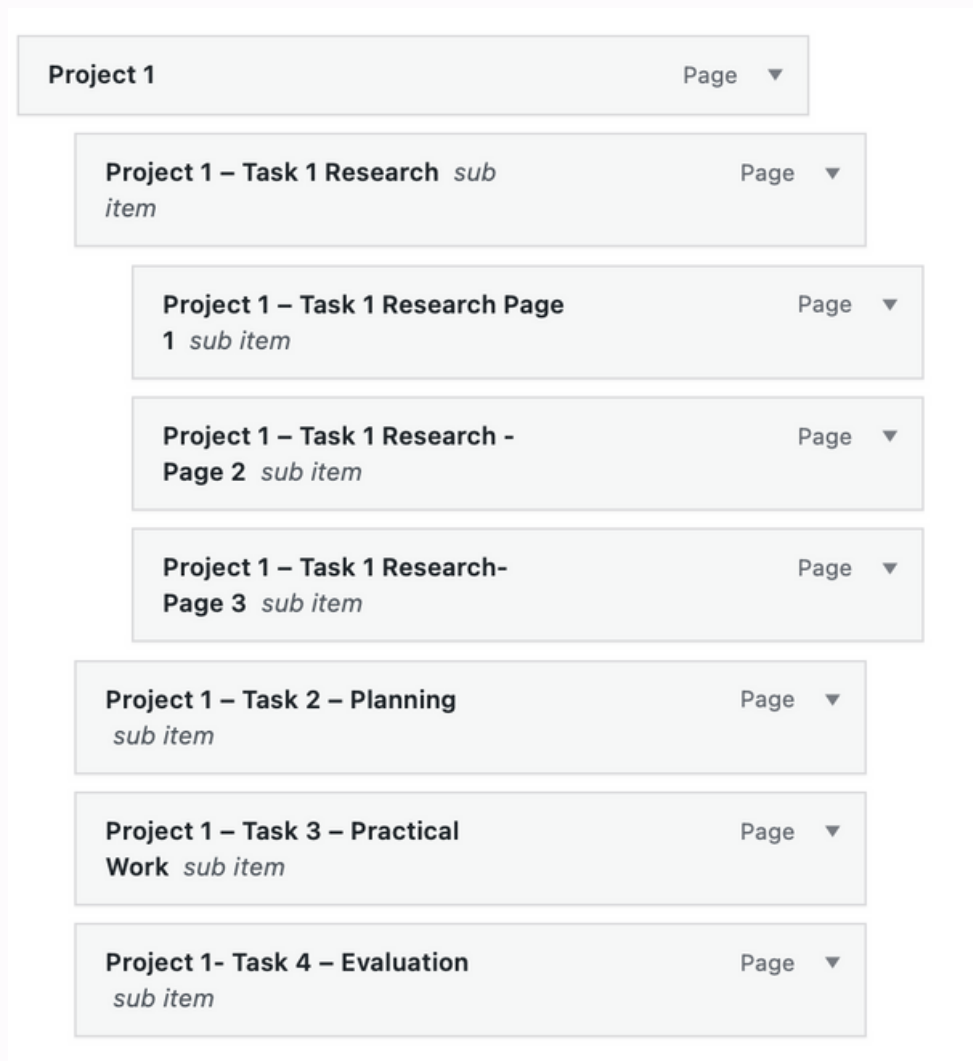 Project 1 Page ▼
Project 1 – Task 1 Research sub Page ▼
item
Project 1 – Task 1 Research Page Page ▼
1 sub item
Project 1 – Task 1 Research - Page ▼
Page 2 sub item
Project 1 – Task 1 Research- Page ▼
Page 3 sub item
Project 1 – Task 2 – Planning Page ▼
sub item
Project 1 – Task 3 – Practical Page ▼
Work sub item
Project 1- Task 4 – Evaluation Page ▼
sub item